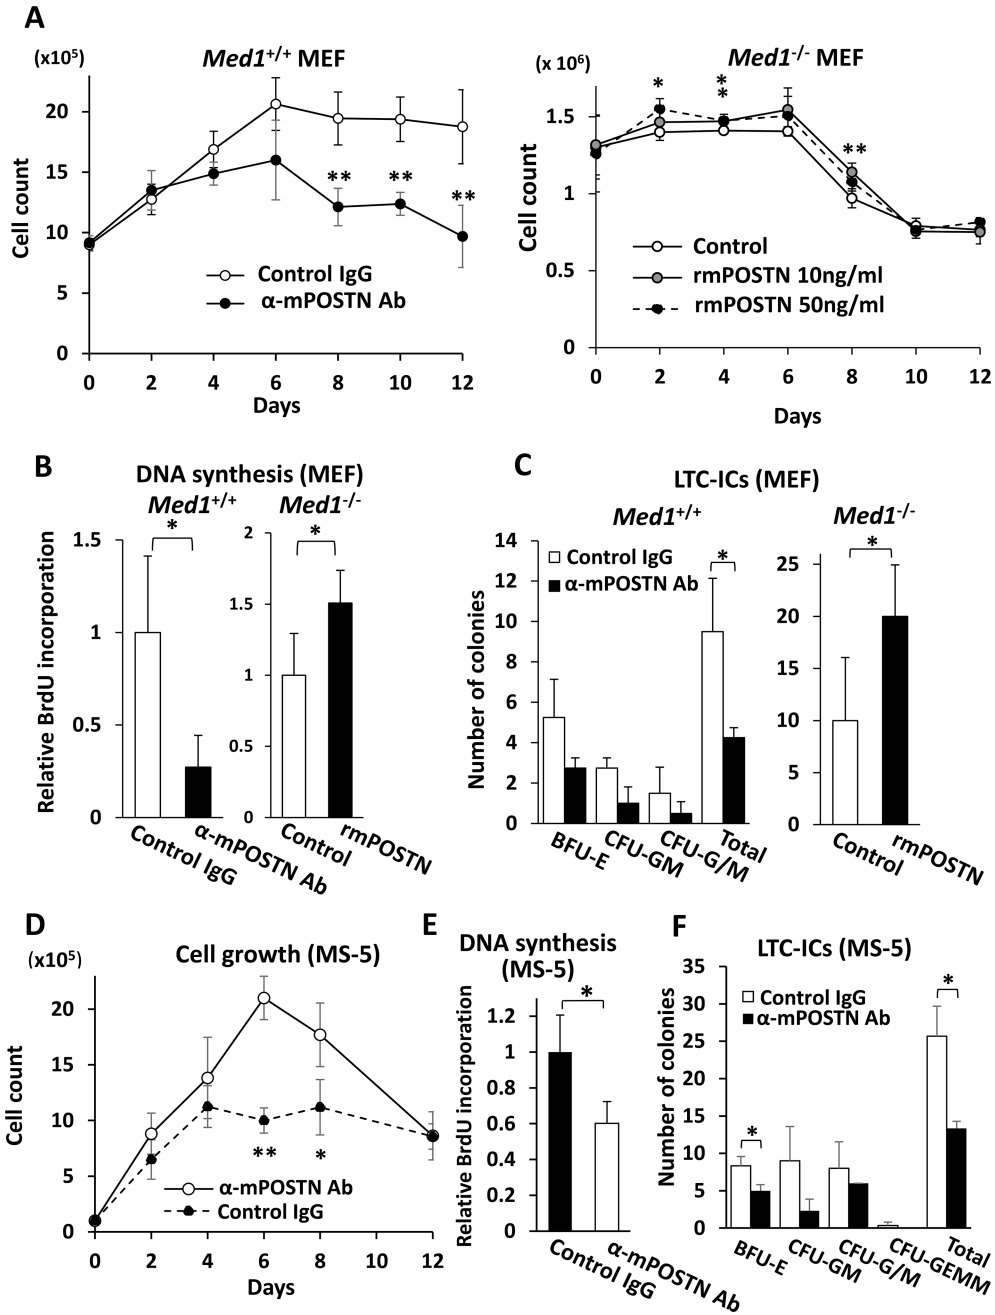 A
(x10⁵)
Med1⁺/⁺ MEF
20
15
10
5
0
Cell count
** ** **
Control IgG
α-mPOSTN Ab
0 2 4 6 8 10 12
Days
(x 10⁶)
Med1⁻/⁻ MEF
1.5
1
0.5
0
Cell count
* * * **
Control
rmPOSTN 10ng/ml
rmPOSTN 50ng/ml
0 2 4 6 8 10 12
Days
B
DNA synthesis (MEF)
Med1⁺/⁺
Med1⁻/⁻
Relative BrdU incorporation
1.5
1
0.5
0
*
Control IgG
α-mPOSTN Ab
2
1.5
1
0.5
0
*
Control
rmPOSTN
C
LTC-ICs (MEF)
Med1⁺/⁺
Med1⁻/⁻
Number of colonies
14
12
10
8
6
4
2
0
Control IgG
α-mPOSTN Ab
*
BFU-E
CFU-GM
CFU-G/M
Total
25
20
15
10
5
0
*
Control
rmPOSTN
D
(x10⁵)
Cell growth (MS-5)
20
15
10
5
0
Cell count
** *
α-mPOSTN Ab
Control IgG
0 2 4 6 8 10 12
Days
E
DNA synthesis
(MS-5)
Relative BrdU incorporation
1.2
1
0.8
0.6
0.4
0.2
0
*
Control IgG
α-mPOSTN Ab
F
LTC-ICs (MS-5)
Number of colonies
35
30
25
20
15
10
5
0
Control IgG
α-mPOSTN Ab
* *
BFU-E
CFU-GM
CFU-G/M
CFU-GEMM
Total